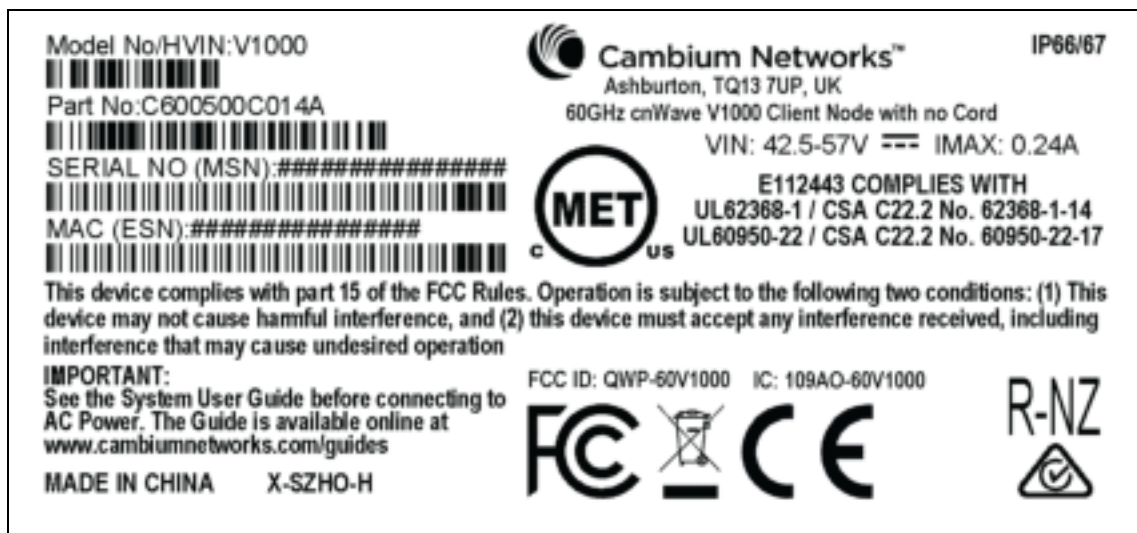 Model No/HVIN:V1000
Part No:C600500C014A
SERIAL NO (MSN):################
MAC (ESN):################
Cambium Networks™
IP66/67
Ashburton, TQ13 7UP, UK
60GHz cnWave V1000 Client Node with no Cord
VIN: 42.5-57V ⎓ IMAX: 0.24A
MET
C US
E112443 COMPLIES WITH
UL62368-1 / CSA C22.2 No. 62368-1-14
UL60950-22 / CSA C22.2 No. 60950-22-17
This device complies with part 15 of the FCC Rules. Operation is subject to the following two conditions: (1) This
device may not cause harmful interference, and (2) this device must accept any interference received, including
interference that may cause undesired operation
IMPORTANT:
See the System User Guide before connecting to
AC Power. The Guide is available online at
www.cambiumnetworks.com/guides
MADE IN CHINA X-SZHO-H
FCC ID: QWP-60V1000 IC: 109AO-60V1000
FC CE
R-NZ